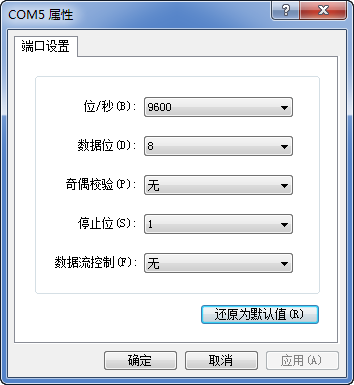 COM5 属性
端口设置
位/秒(B): 9600
数据位(D): 8
奇偶校验(P): 无
停止位(S): 1
数据流控制(F): 无
还原为默认值(R)
确定 取消 应用(A)